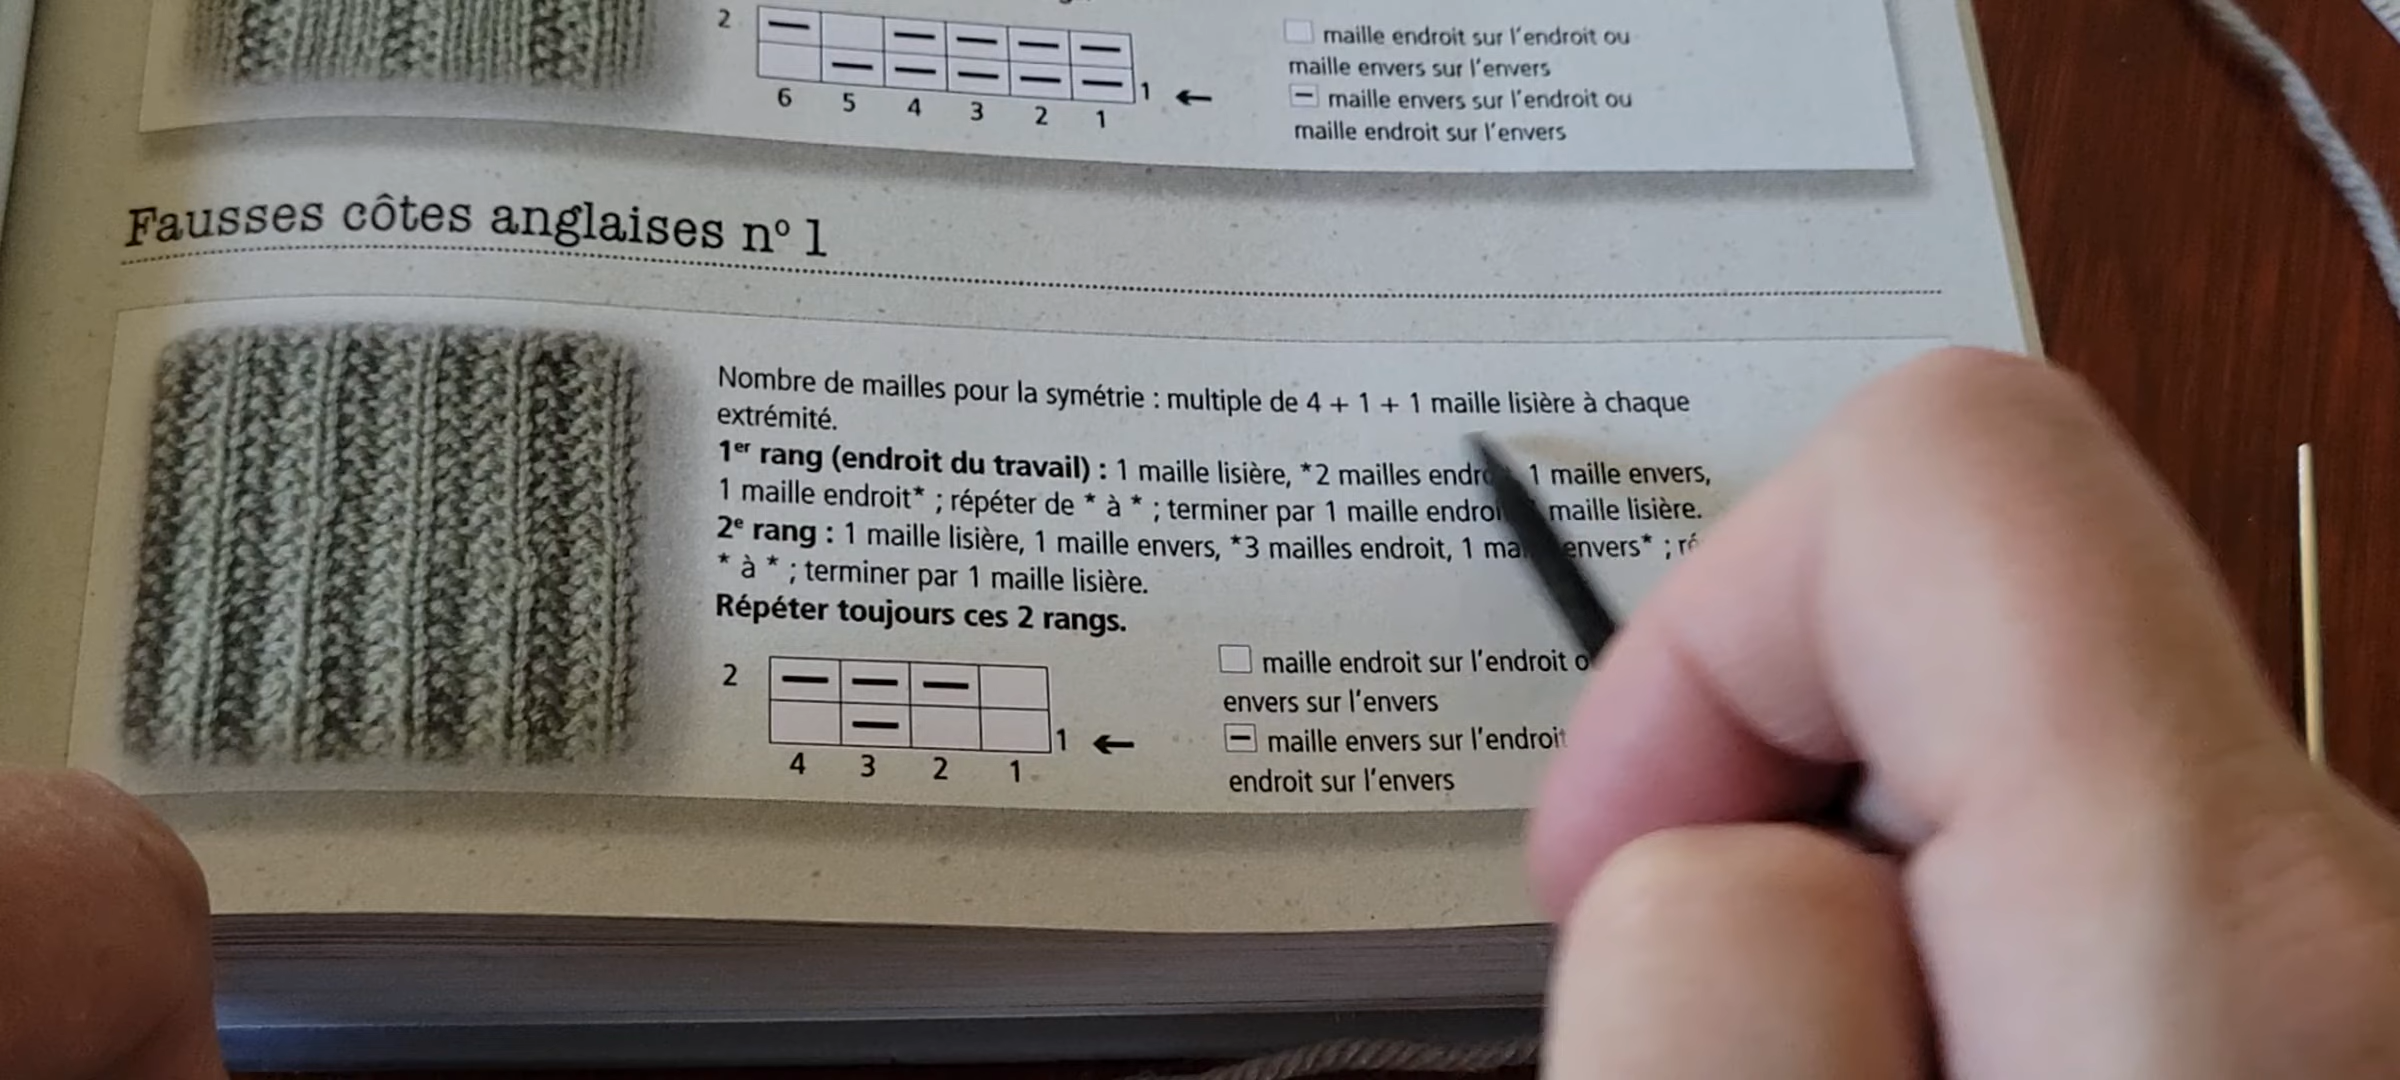 2
maille endroit sur l'endroit ou
maille envers sur l'envers
maille envers sur l'endroit ou
maille endroit sur l'envers
1
6 5 4 3 2 1
Fausses côtes anglaises nº 1
Nombre de mailles pour la symétrie : multiple de 4 + 1 + 1 maille lisière à chaque
extrémité.
1er rang (endroit du travail) : 1 maille lisière, *2 mailles 1 maille envers,
1 maille endroit* ; répéter de * à * ; terminer par 1 maille maille lisière.
2e rang : 1 maille lisière, 1 maille envers, *3 mailles endroit, 1 envers* ;
* à * ; terminer par 1 maille lisière.
Répéter toujours ces 2 rangs.
2
1
4 3 2 1
maille endroit sur l'endroit
envers sur l'envers
maille envers sur l'endroit
endroit sur l'envers